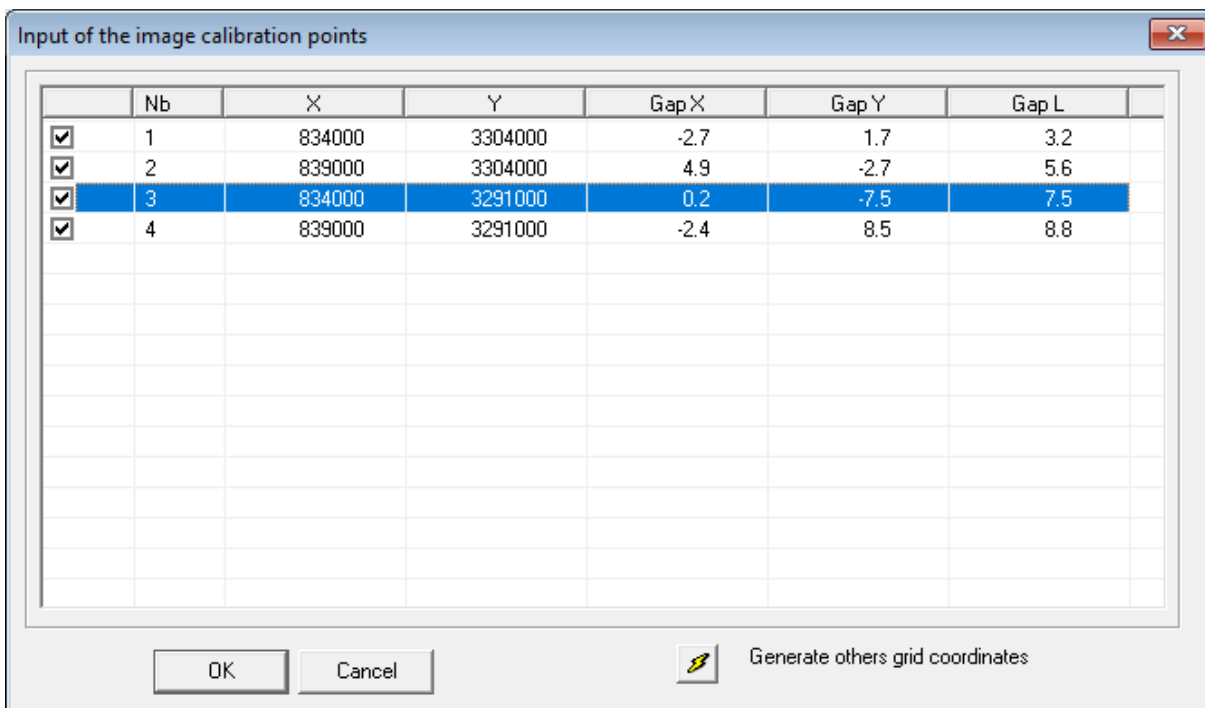 Input of the image calibration points
Nb X Y Gap X Gap Y Gap L
1 834000 3304000 -2.7 1.7 3.2
2 839000 3304000 4.9 -2.7 5.6
3 834000 3291000 0.2 -7.5 7.5
4 839000 3291000 -2.4 8.5 8.8
OK Cancel Generate others grid coordinates